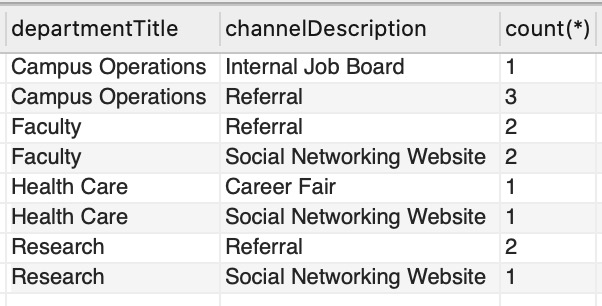 departmentTitle channelDescription count(*)
Campus Operations Internal Job Board 1
Campus Operations Referral 3
Faculty Referral 2
Faculty Social Networking Website 2
Health Care Career Fair 1
Health Care Social Networking Website 1
Research Referral 2
Research Social Networking Website 1